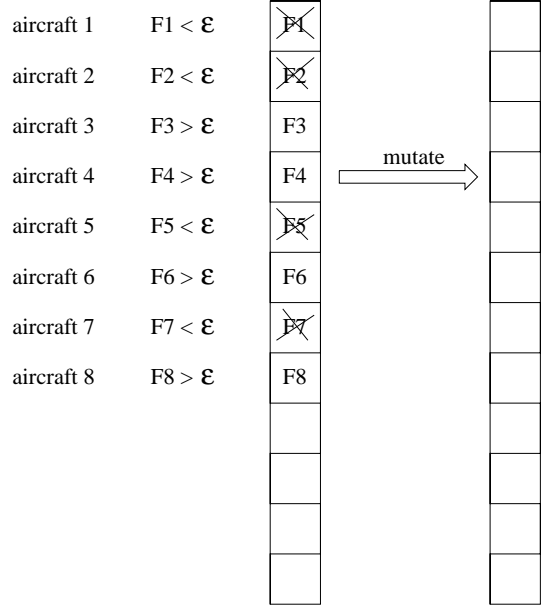 aircraft 1 F1 < ε F1
aircraft 2 F2 < ε F2
aircraft 3 F3 > ε F3
mutate
aircraft 4 F4 > ε F4
aircraft 5 F5 < ε F5
aircraft 6 F6 > ε F6
aircraft 7 F7 < ε F7
aircraft 8 F8 > ε F8